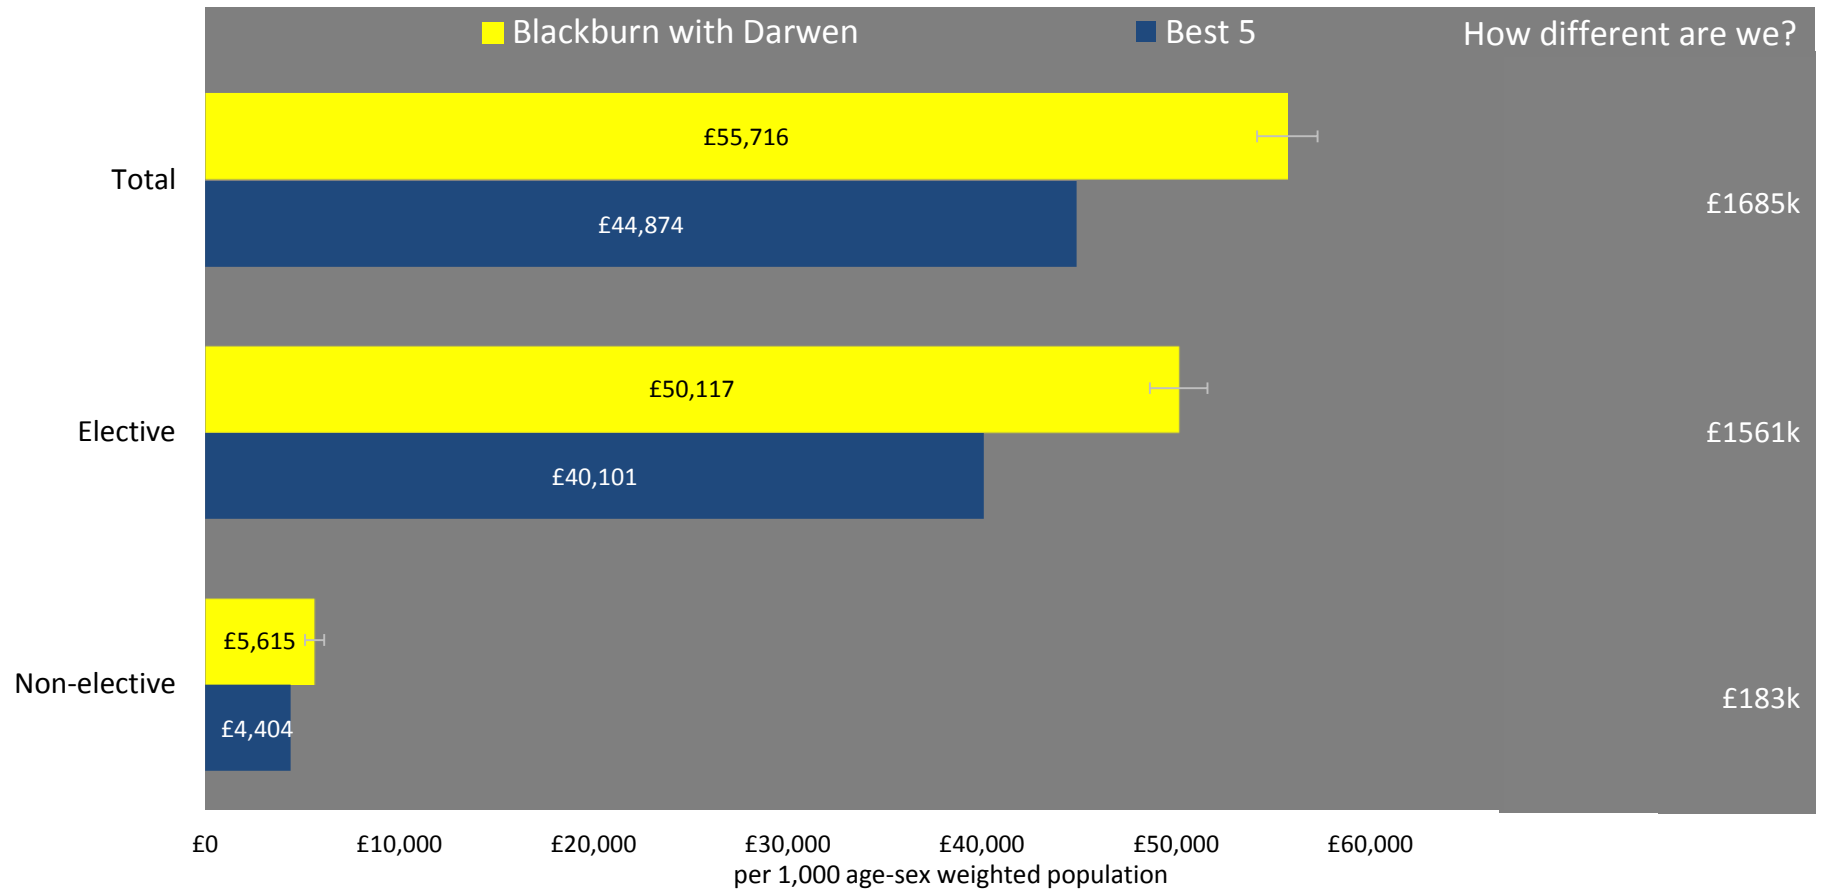 Blackburn with Darwen
Best 5
How different are we?
Total
£55,716
£44,874
£1685k
Elective
£50,117
£40,101
£1561k
Non-elective
£5,615
£4,404
£183k
£0 £10,000 £20,000 £30,000 £40,000 £50,000 £60,000
per 1,000 age-sex weighted population